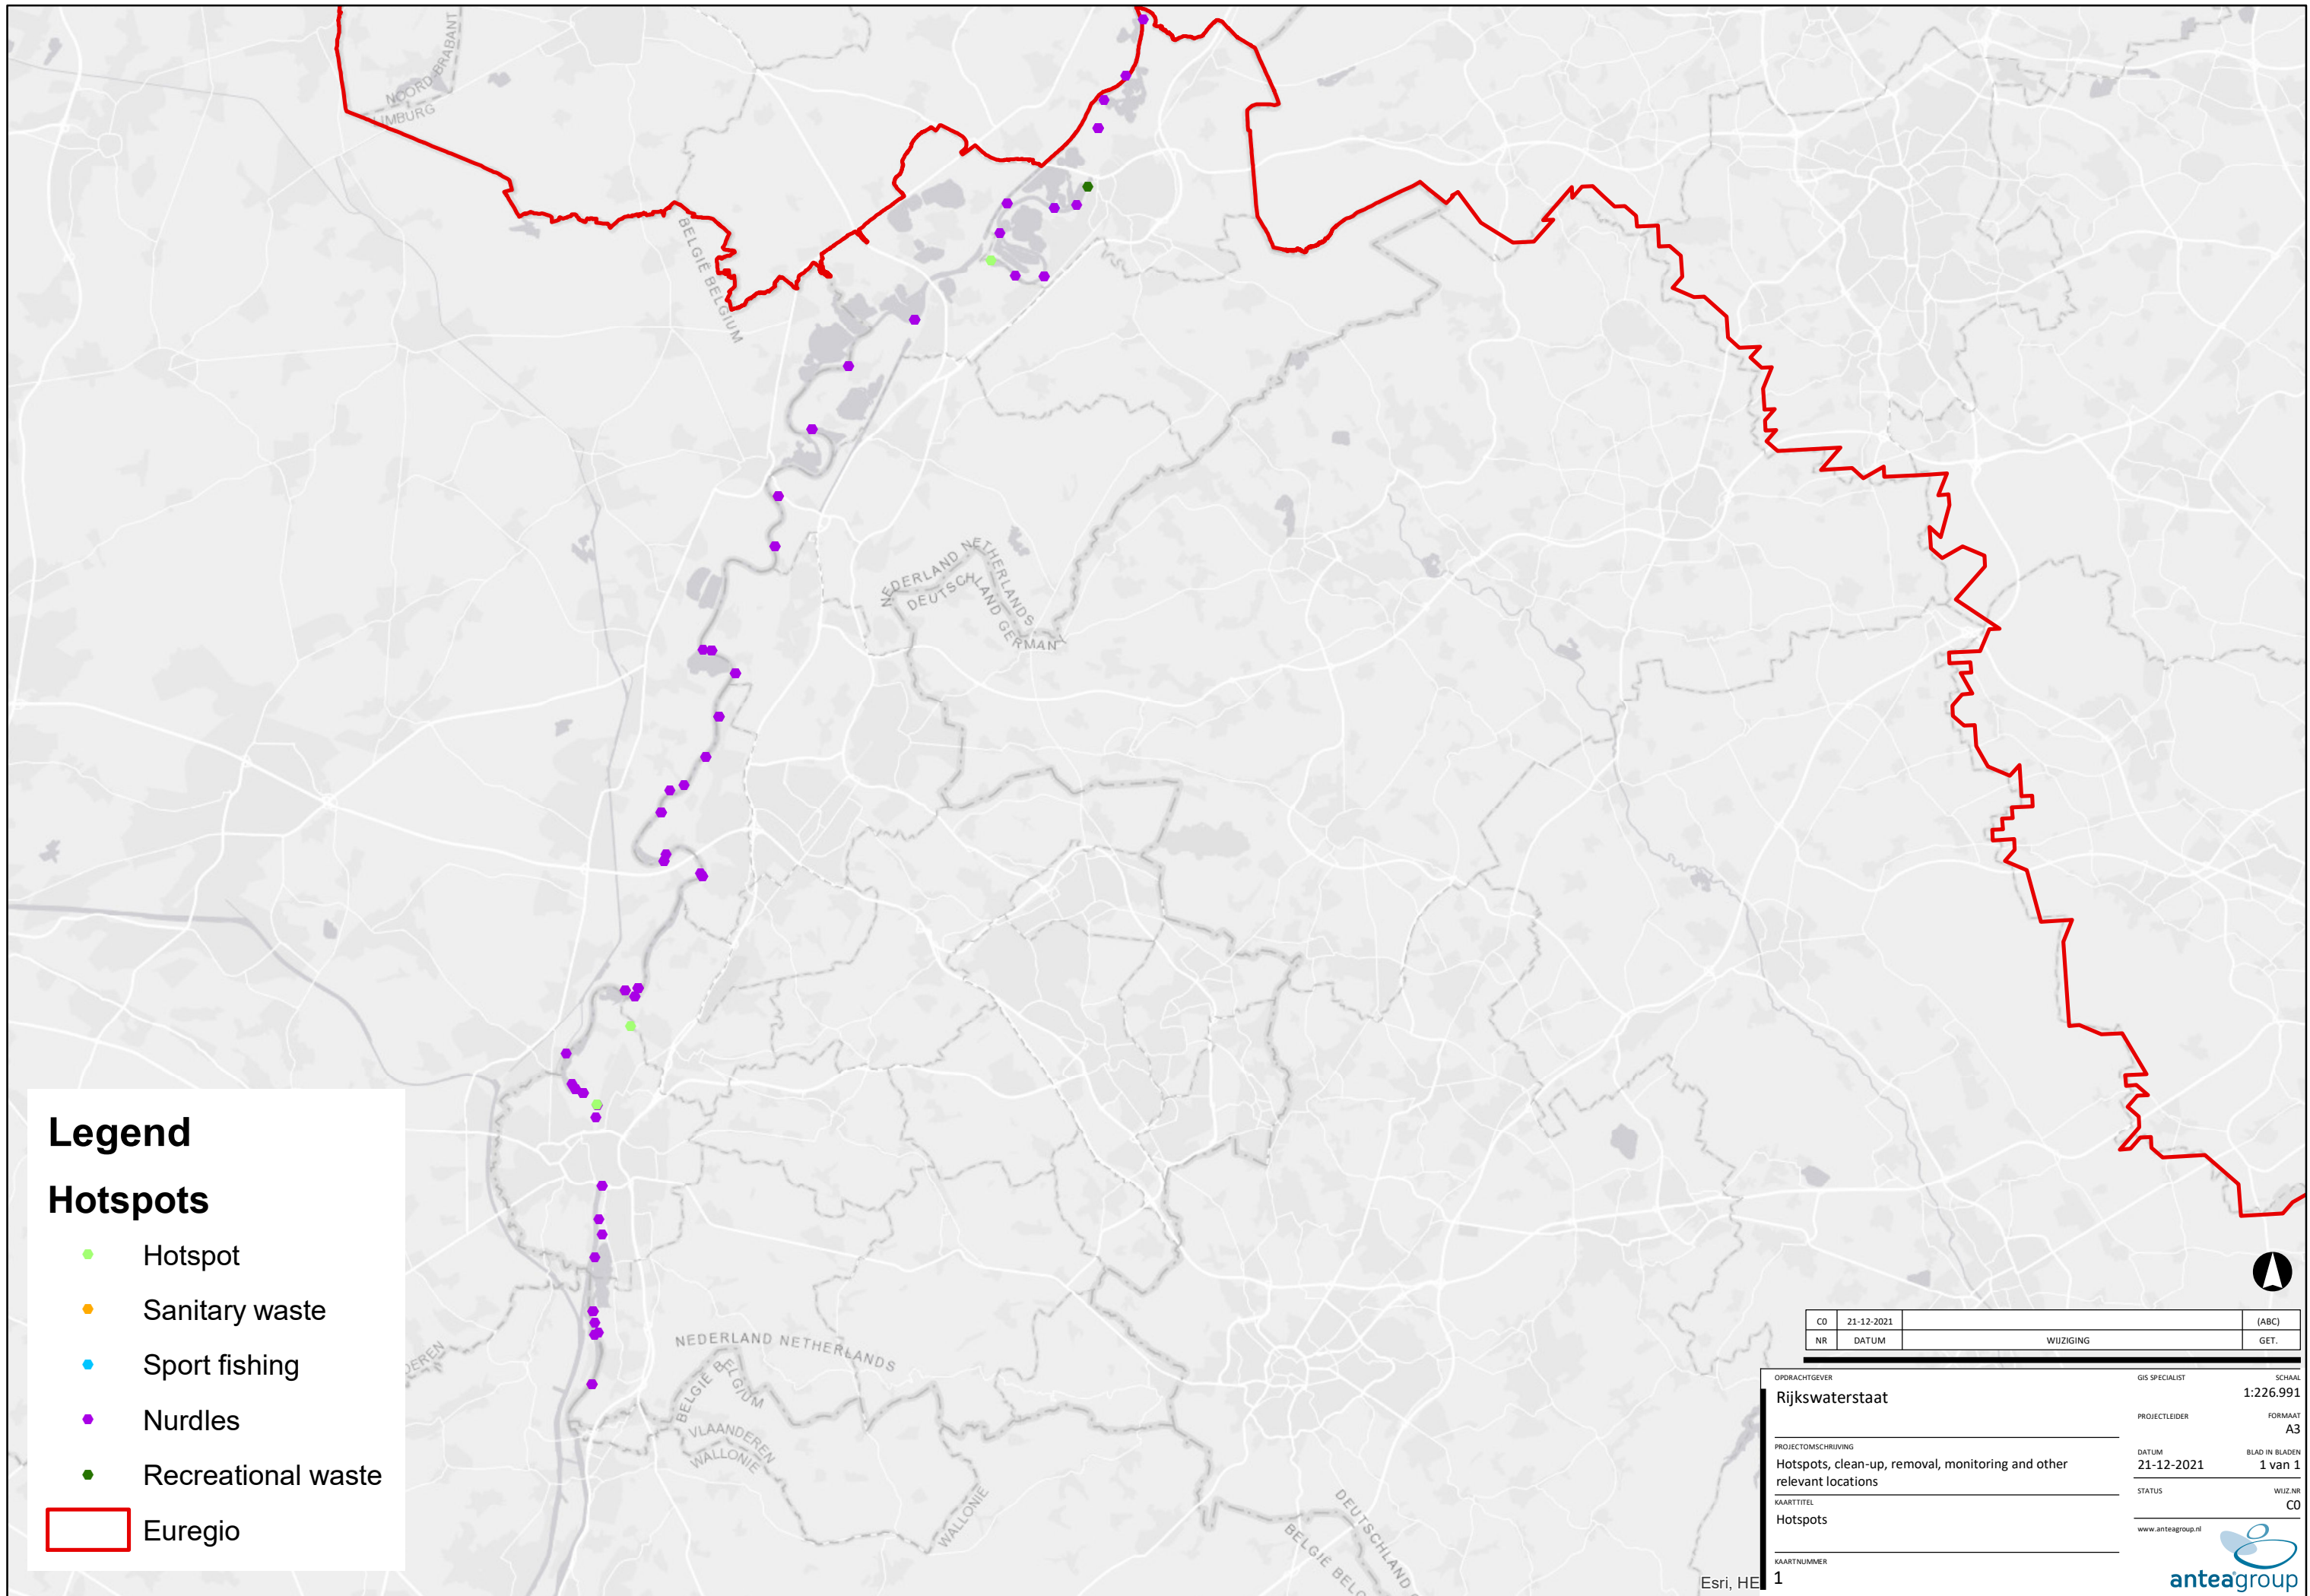 NOORD-BRABANT
LIMBURG
BELGIË BELGIUM
NEDERLAND NETHERLANDS
DEUTSCHLAND GERMANY
Legend
Hotspots
Hotspot
Sanitary waste
Sport fishing
Nurdles
Recreational waste
Euregio
DEREN
NEDERLAND NETHERLANDS
BELGIË BELGIUM
VLAANDEREN
WALLONIE
WALLONIE
DEUTSCHLAND
BELGIË BELG
Esri, HE
C0 21-12-2021 (ABC)
NR DATUM WIJZIGING GET.
OPDRACHTGEVER GIS SPECIALIST SCHAAL
Rijkswaterstaat 1:226.991
PROJECTLEIDER FORMAAT
A3
PROJECTOMSCHRIJVING DATUM BLAD IN BLADEN
Hotspots, clean-up, removal, monitoring and other 21-12-2021 1 van 1
relevant locations
STATUS WIJZ.NR
C0
KAARTTITEL
Hotspots
www.anteagroup.nl
KAARTNUMMER
1
anteagroup